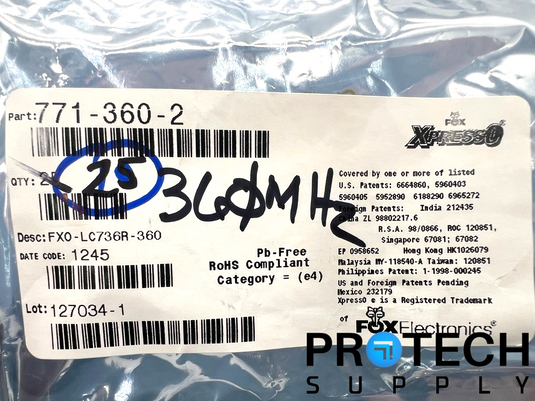 Part: 771-360-2
FOX
XPRESSO
QTY:
25
360MHz
Desc: FXO-LC736R-360
DATE CODE: 1245
Pb-Free
RoHS Compliant
Category = (e4)
Lot: 127034-1
Covered by one or more of listed
U.S. Patents: 6664860, 5960403
5960405 5952890 6188290 6965272
Foreign Patents: India 212435
China ZL 98802217.6
R.S.A. 98/0866, ROC 120851,
Singapore 67081; 67082
EP 0958652 Hong Kong HK1026079
Malaysia MY-118540-A Taiwan: 120851
Philippines Patent: 1-1998-000245
US and Foreign Patents Pending
Mexico 232179
XpressO e is a Registered Trademark
of
FOXElectronics®
PROTECH
SUPPLY